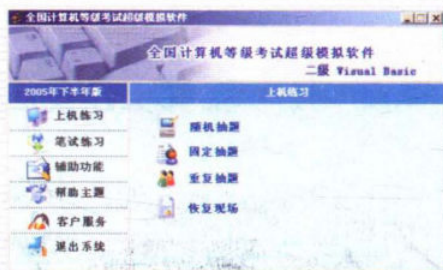 全国计算机等级考试超级模拟软件
全国计算机等级考试超级模拟软件
二级 Visual Basic
2005年下半年版
上机练习
上机练习
笔试练习
辅助功能
帮助主题
客户服务
退出系统
随机抽题
固定抽题
重复抽题
恢复现场